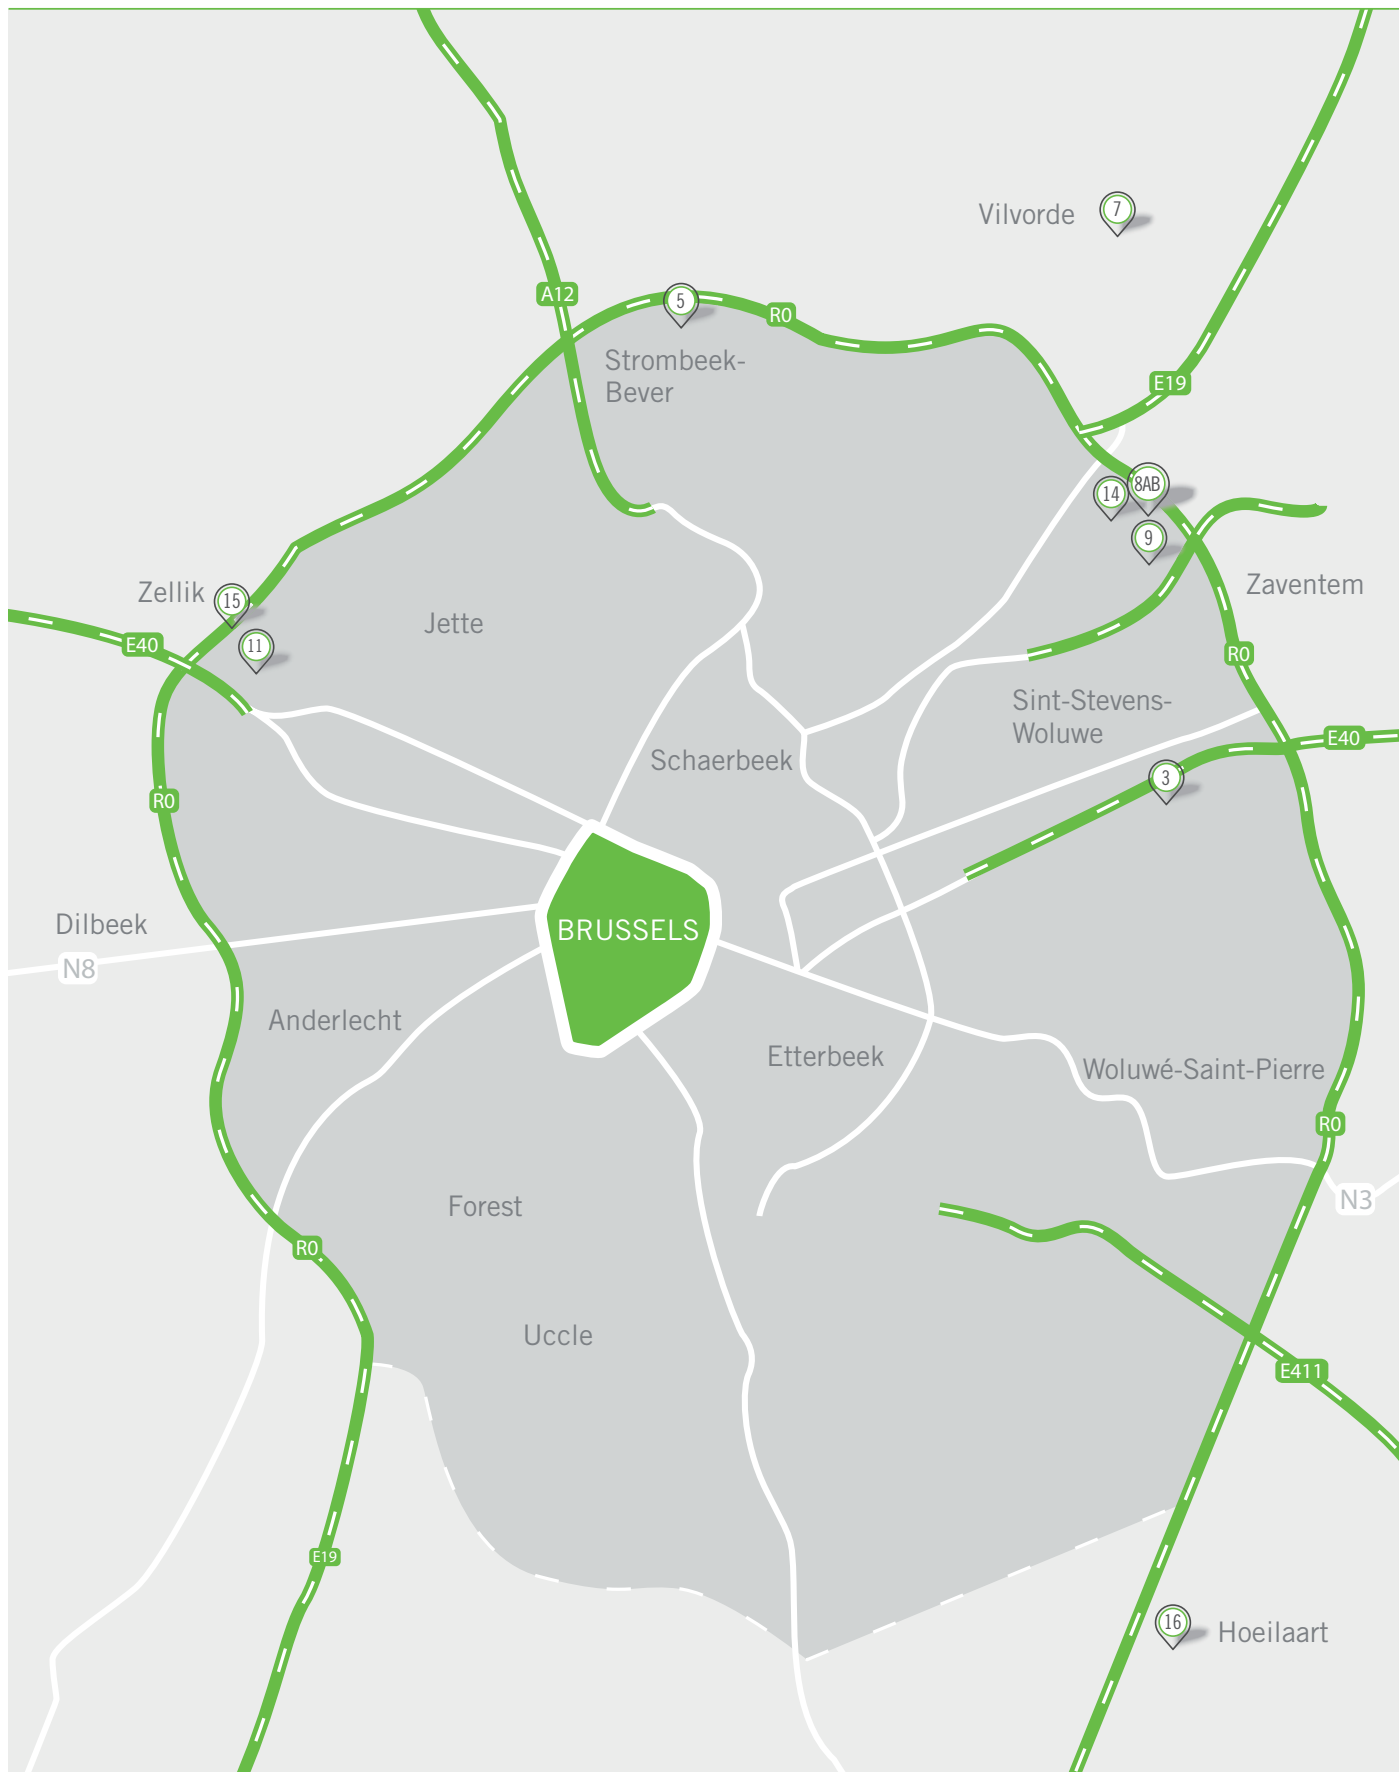 Vilvorde
7
A12
5
R0
Strombeek-
Bever
E19
8AB
14
9
Zaventem
Zellik
15
Jette
E40
11
R0
Sint-Stevens-
Woluwe
E40
Schaerbeek
3
R0
Dilbeek
BRUSSELS
N8
Anderlecht
Etterbeek
Woluwé-Saint-Pierre
R0
N3
Forest
R0
Uccle
E411
E19
16
Hoeilaart